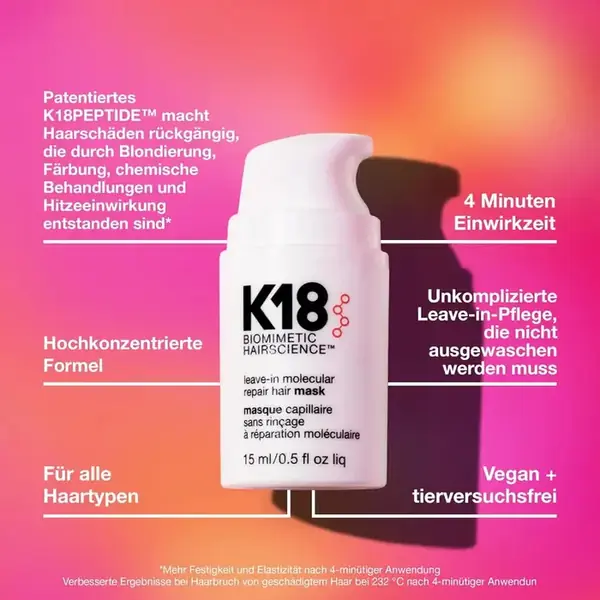 Patentiertes
K18PEPTIDE™ macht
Haarschäden rückgängig,
die durch Blondierung,
Färbung, chemische
Behandlungen und
Hitzeeinwirkung
entstanden sind*
4 Minuten
Einwirkzeit
Hochkonzentrierte
Formel
Unkomplizierte
Leave-in-Pflege,
die nicht
ausgewaschen
werden muss
Für alle
Haartypen
Vegan +
tierversuchsfrei
K18
BIOMIMETIC
HAIRSCIENCE™
leave-in molecular
repair hair mask
masque capillaire
sans rinçage
à réparation moléculaire
15 ml/0.5 fl oz liq
*Mehr Festigkeit und Elastizität nach 4-minütiger Anwendung
Verbesserte Ergebnisse bei Haarbruch von geschädigtem Haar bei 232 °C nach 4-minütiger Anwendun